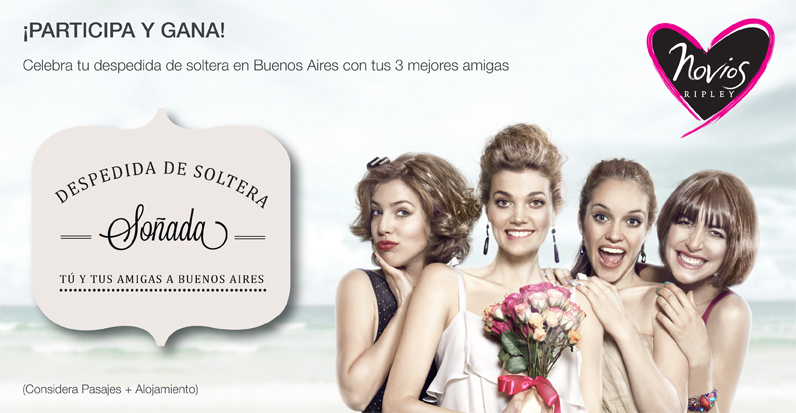 ¡PARTICIPA Y GANA!
Celebra tu despedida de soltera en Buenos Aires con tus 3 mejores amigas
Novios
RIPLEY
DESPEDIDA DE SOLTERA
Soñada
TÚ Y TUS AMIGAS A BUENOS AIRES
(Considera Pasajes + Alojamiento)